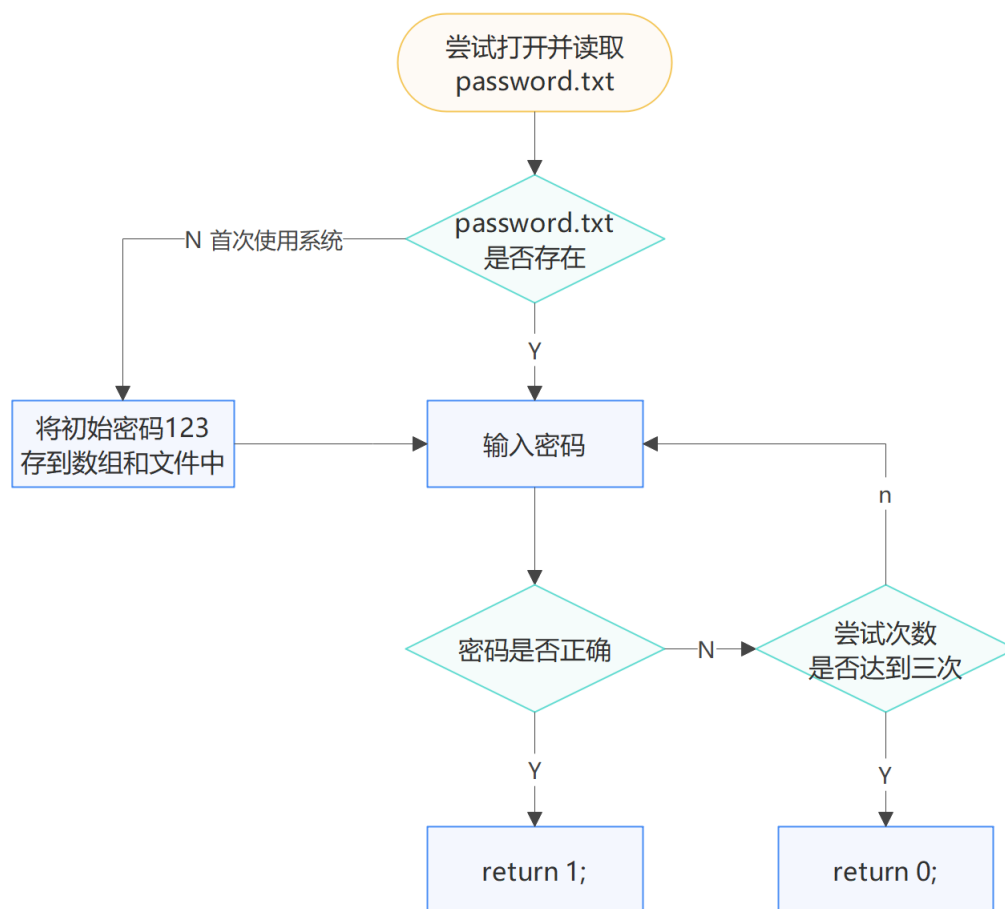 尝试打开并读取
password.txt
password.txt
是否存在
N 首次使用系统
Y
将初始密码123
存到数组和文件中
输入密码
n
密码是否正确
N
尝试次数
是否达到三次
Y
Y
return 1;
return 0;